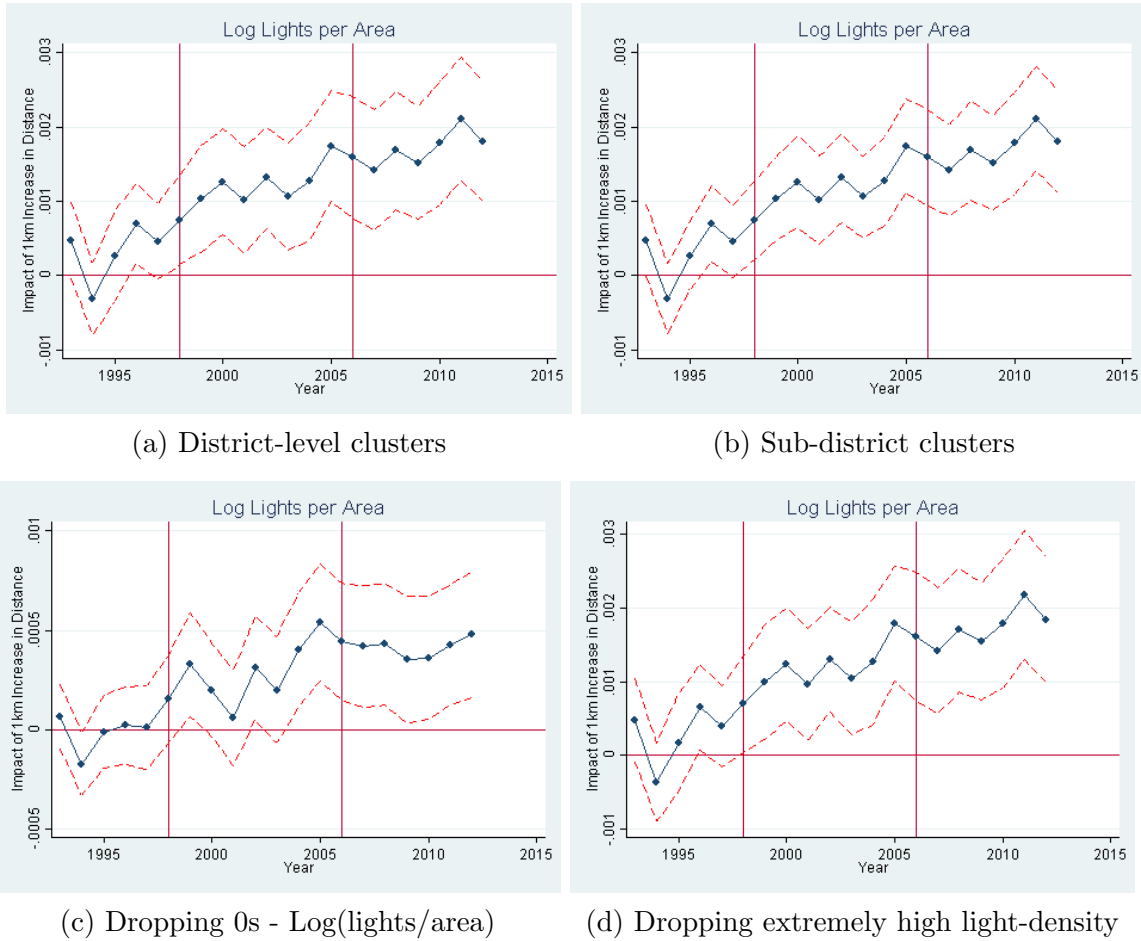 Log Lights per Area
Impact of 1km Increase in Distance
.003
.002
.001
0
-.001
1995 2000 2005 2010 2015
Year
(a) District-level clusters
Log Lights per Area
Impact of 1km Increase in Distance
.003
.002
.001
0
-.001
1995 2000 2005 2010 2015
Year
(b) Sub-district clusters
Log Lights per Area
Impact of 1km Increase in Distance
.001
.0005
0
-.0005
1995 2000 2005 2010 2015
Year
(c) Dropping 0s - Log(lights/area)
Log Lights per Area
Impact of 1km Increase in Distance
.003
.002
.001
0
-.001
1995 2000 2005 2010 2015
Year
(d) Dropping extremely high light-density